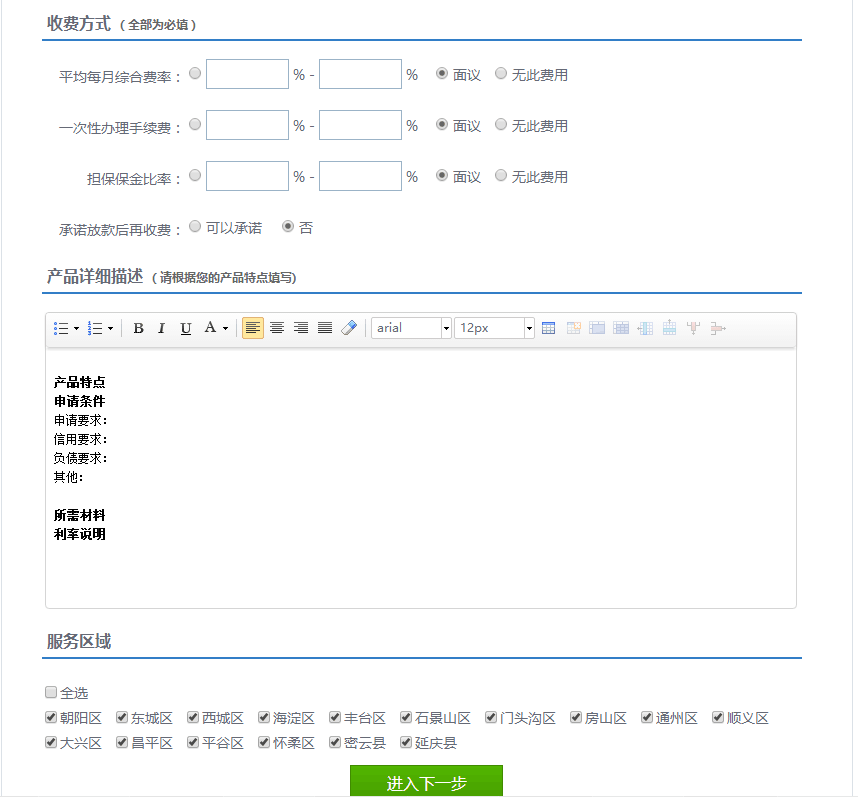 收费方式 ( 全部为必填 )
平均每月综合费率： % - % 面议 无此费用
一次性办理手续费： % - % 面议 无此费用
担保保金比率： % - % 面议 无此费用
承诺放款后再收费： 可以承诺 否
产品详细描述 ( 请根据您的产品特点填写)
B I U A arial 12px
产品特点
申请条件
申请要求：
信用要求：
负债要求：
其他：
所需材料
利率说明
服务区域
全选
朝阳区 东城区 西城区 海淀区 丰台区 石景山区 门头沟区 房山区 通州区 顺义区
大兴区 昌平区 平谷区 怀柔区 密云县 延庆县
进入下一步